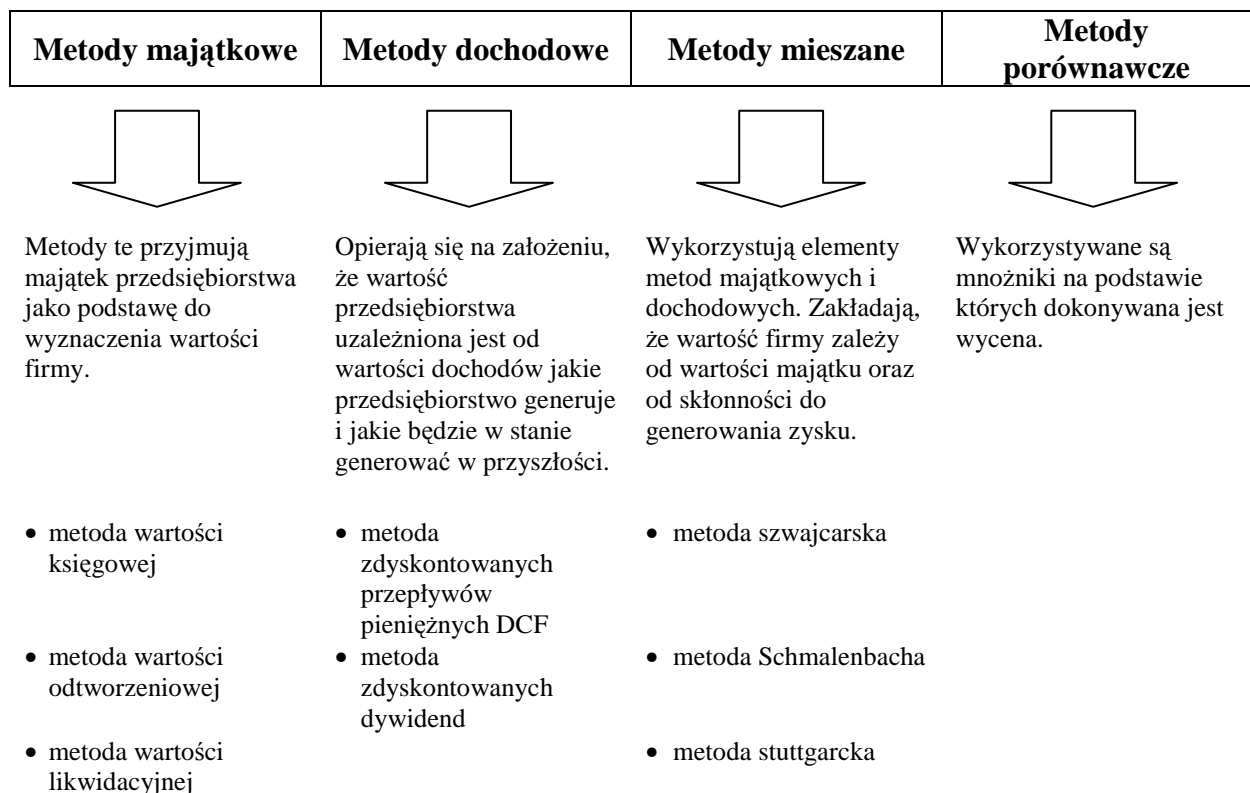 Metody majątkowe
Metody dochodowe
Metody mieszane
Metody
porównawcze
Metody te przyjmują
majątek przedsiębiorstwa
jako podstawę do
wyznaczenia wartości
firmy.
Opierają się na założeniu,
że wartość
przedsiębiorstwa
uzależniona jest od
wartości dochodów jakie
przedsiębiorstwo generuje
i jakie będzie w stanie
generować w przyszłości.
Wykorzystują elementy
metod majątkowych i
dochodowych. Zakładają,
że wartość firmy zależy
od wartości majątku oraz
od skłonności do
generowania zysku.
Wykorzystywane są
mnożniki na podstawie
których dokonywana jest
wycena.
• metoda wartości
księgowej
• metoda
zdyskontowanych
przepływów
pieniężnych DCF
• metoda szwajcarska
• metoda wartości
odtworzeniowej
• metoda
zdyskontowanych
dywidend
• metoda Schmalenbacha
• metoda wartości
likwidacyjnej
• metoda stuttgarcka